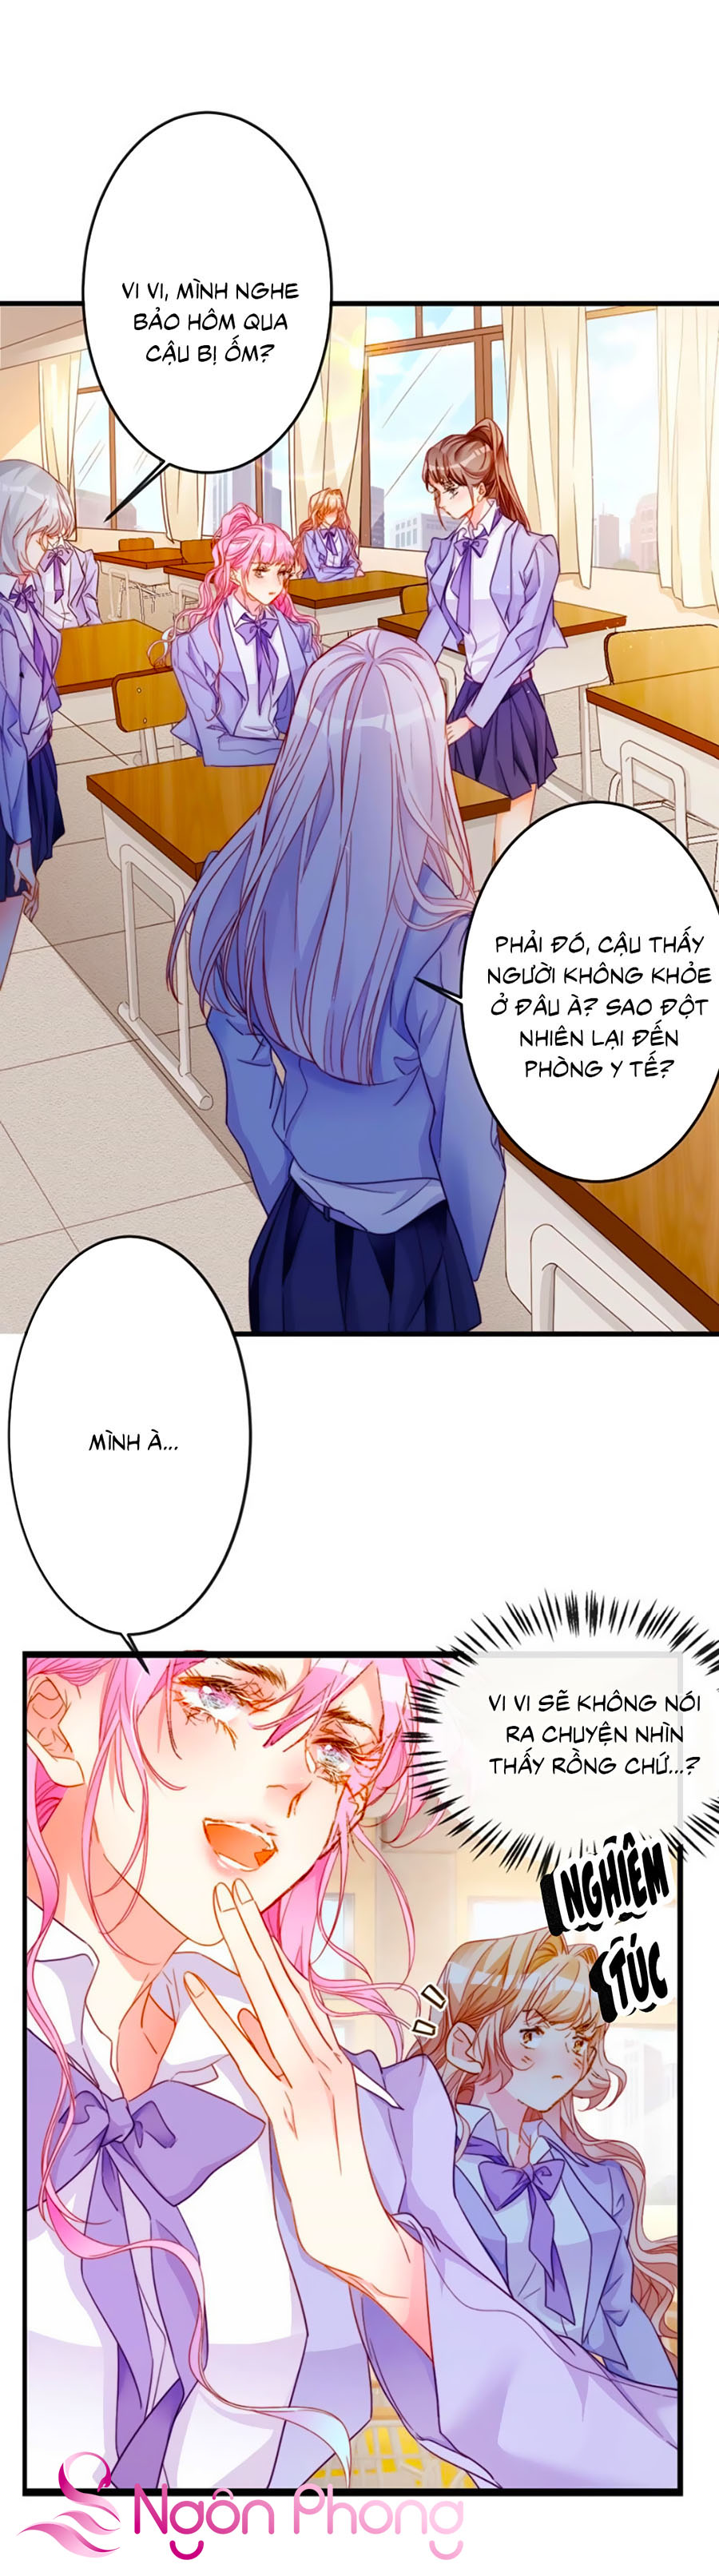 VI VI, MÌNH NGHE
BẢO HÔM QUA
CẬU BỊ ỐM?
PHẢI ĐÓ, CẬU THẤY
NGƯỜI KHÔNG KHỎE
Ở ĐÂU À? SAO ĐỘT
NHIÊN LẠI ĐẾN
PHÒNG Y TẾ?
MÌNH À...
VI VI SẼ KHÔNG NÓI
RA CHUYỆN NHÌN
THẤY RỒNG CHỨ...?
NGHIÊM
TÚC
Ngôn Phong